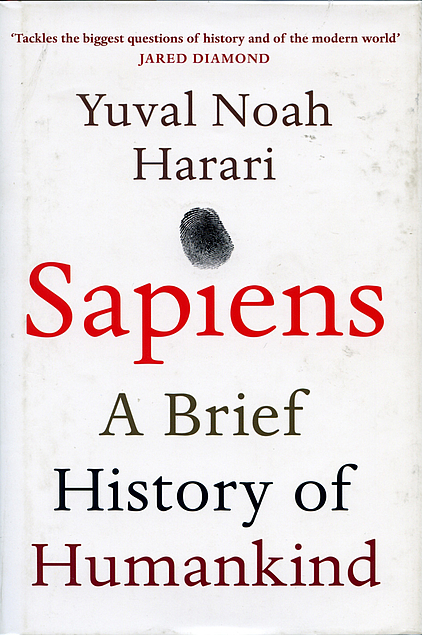 ‘Tackles the biggest questions of history and of the modern world’
JARED DIAMOND
Yuval Noah
Harari
Sapiens
A Brief
History of
Humankind